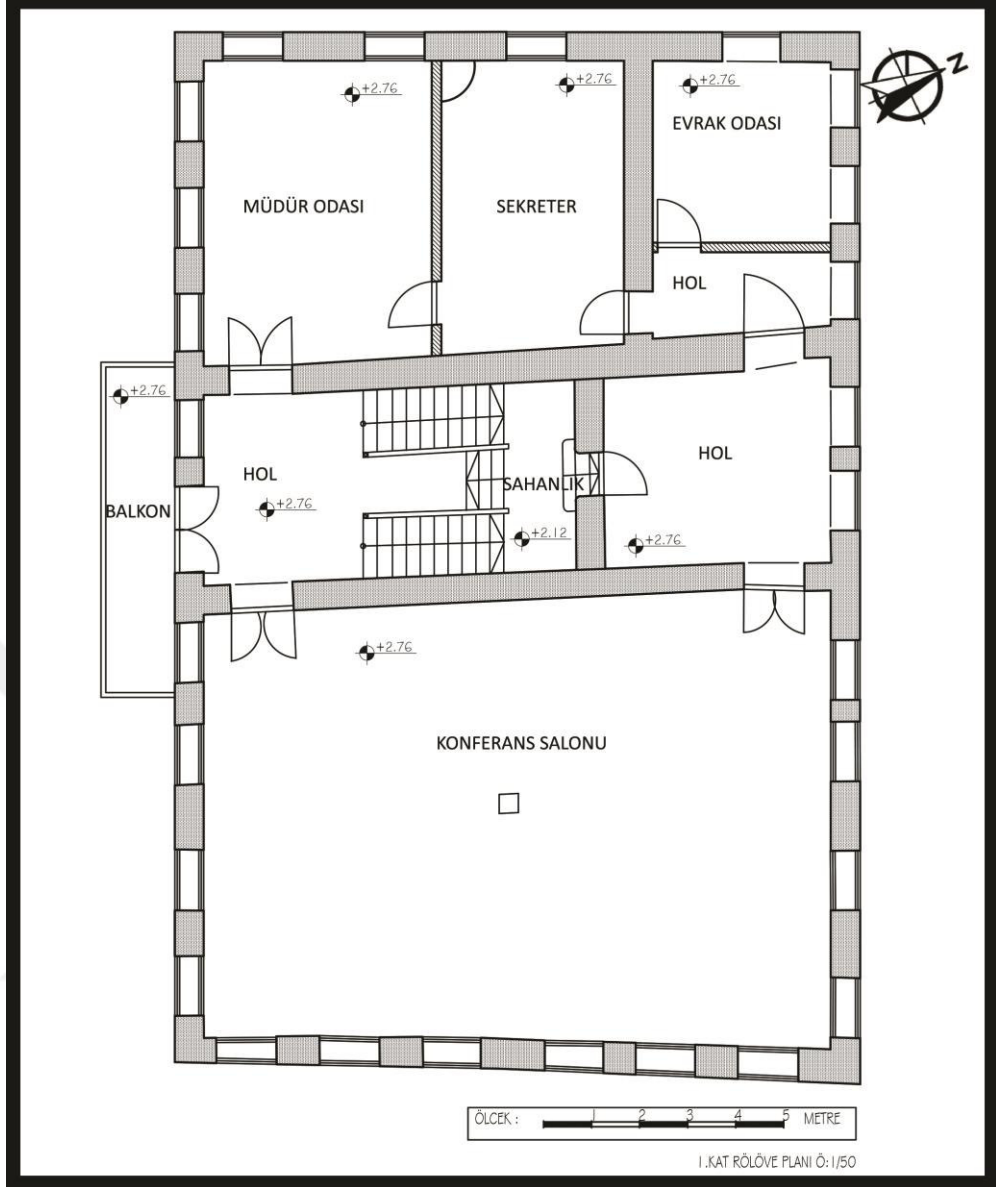 +2.76
+2.76
+2.76
N
EVRAK ODASI
MÜDÜR ODASI
SEKRETER
HOL
+2.76
HOL
HOL
SAHANLIK
BALKON
+2.76
+2.12
+2.76
+2.76
KONFERANS SALONU
ÖLCEK :
1 2 3 4 5 METRE
1.KAT RÖLÖVE PLANI Ö:1/50